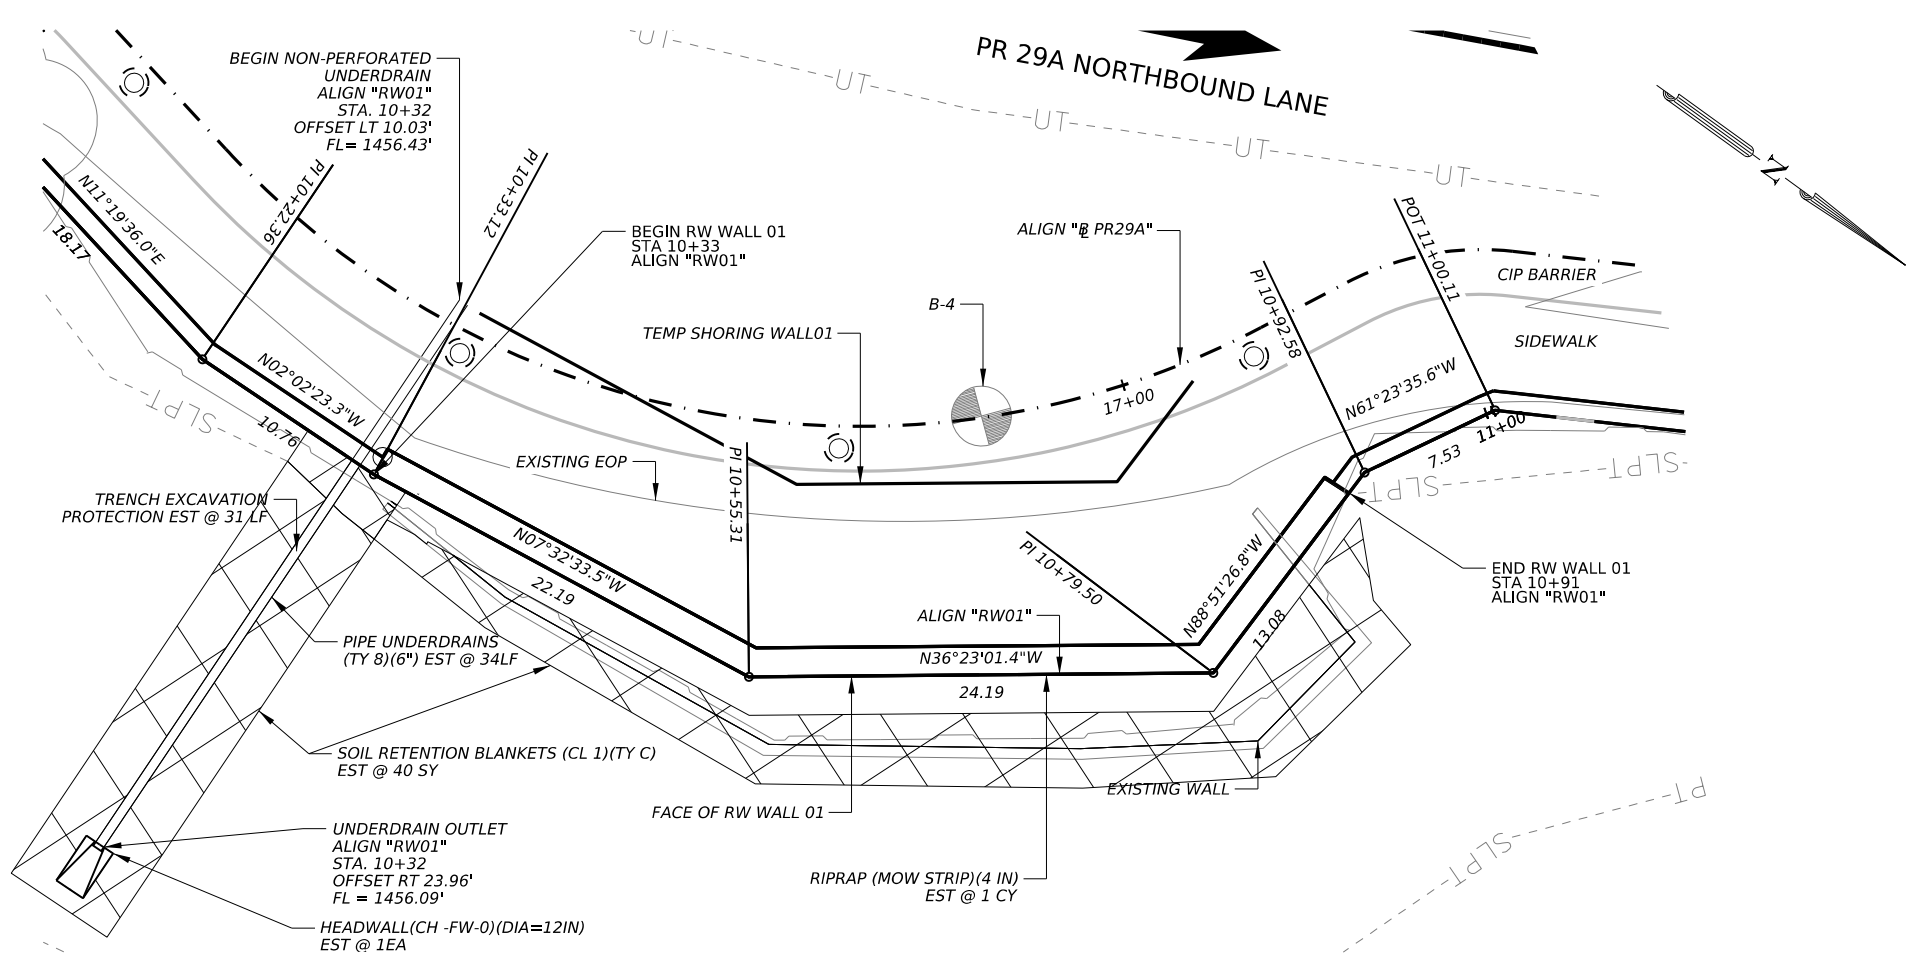 UT
UT
UT
UT
UT
PR 29A NORTHBOUND LANE
N
BEGIN NON-PERFORATED
UNDERDRAIN
ALIGN "RW01"
STA. 10+32
OFFSET LT 10.03'
FL= 1456.43'
PI 10+22.36
PI 10+33.12
N11°19'36.0"E
18.17
BEGIN RW WALL 01
STA 10+33
ALIGN "RW01"
ALIGN "BL PR29A"
POT 11+00.11
PI 10+92.58
CIP BARRIER
SIDEWALK
B-4
TEMP SHORING WALL01
17+00
N02°02'23.3"W
10.76
SLPT
N61°23'35.6"W
7.53
11+00
SLPT
SLPT
EXISTING EOP
PI 10+55.31
TRENCH EXCAVATION
PROTECTION EST @ 31 LF
N07°32'33.5"W
22.19
PI 10+79.50
N88°51'26.8"W
13.08
END RW WALL 01
STA 10+91
ALIGN "RW01"
ALIGN "RW01"
N36°23'01.4"W
24.19
PIPE UNDERDRAINS
(TY 8)(6") EST @ 34LF
SOIL RETENTION BLANKETS (CL 1)(TY C)
EST @ 40 SY
EXISTING WALL
FACE OF RW WALL 01
PT
SLPT
UNDERDRAIN OUTLET
ALIGN "RW01"
STA. 10+32
OFFSET RT 23.96'
FL = 1456.09'
RIPRAP (MOW STRIP)(4 IN)
EST @ 1 CY
HEADWALL(CH -FW-0)(DIA=12IN)
EST @ 1EA